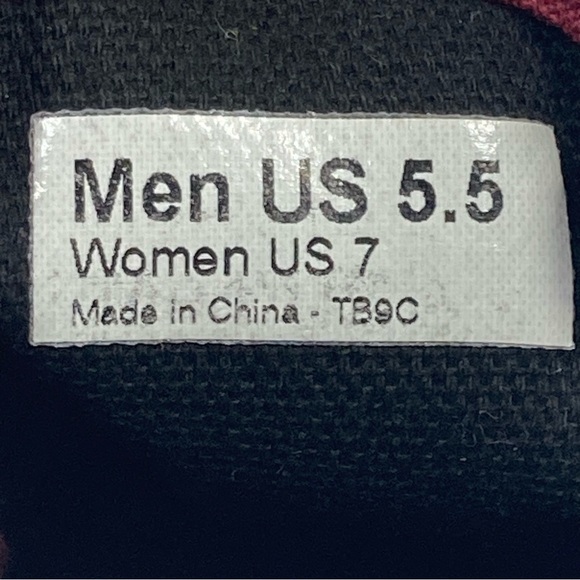 Men US 5.5
Women US 7
Made in China - TB9C